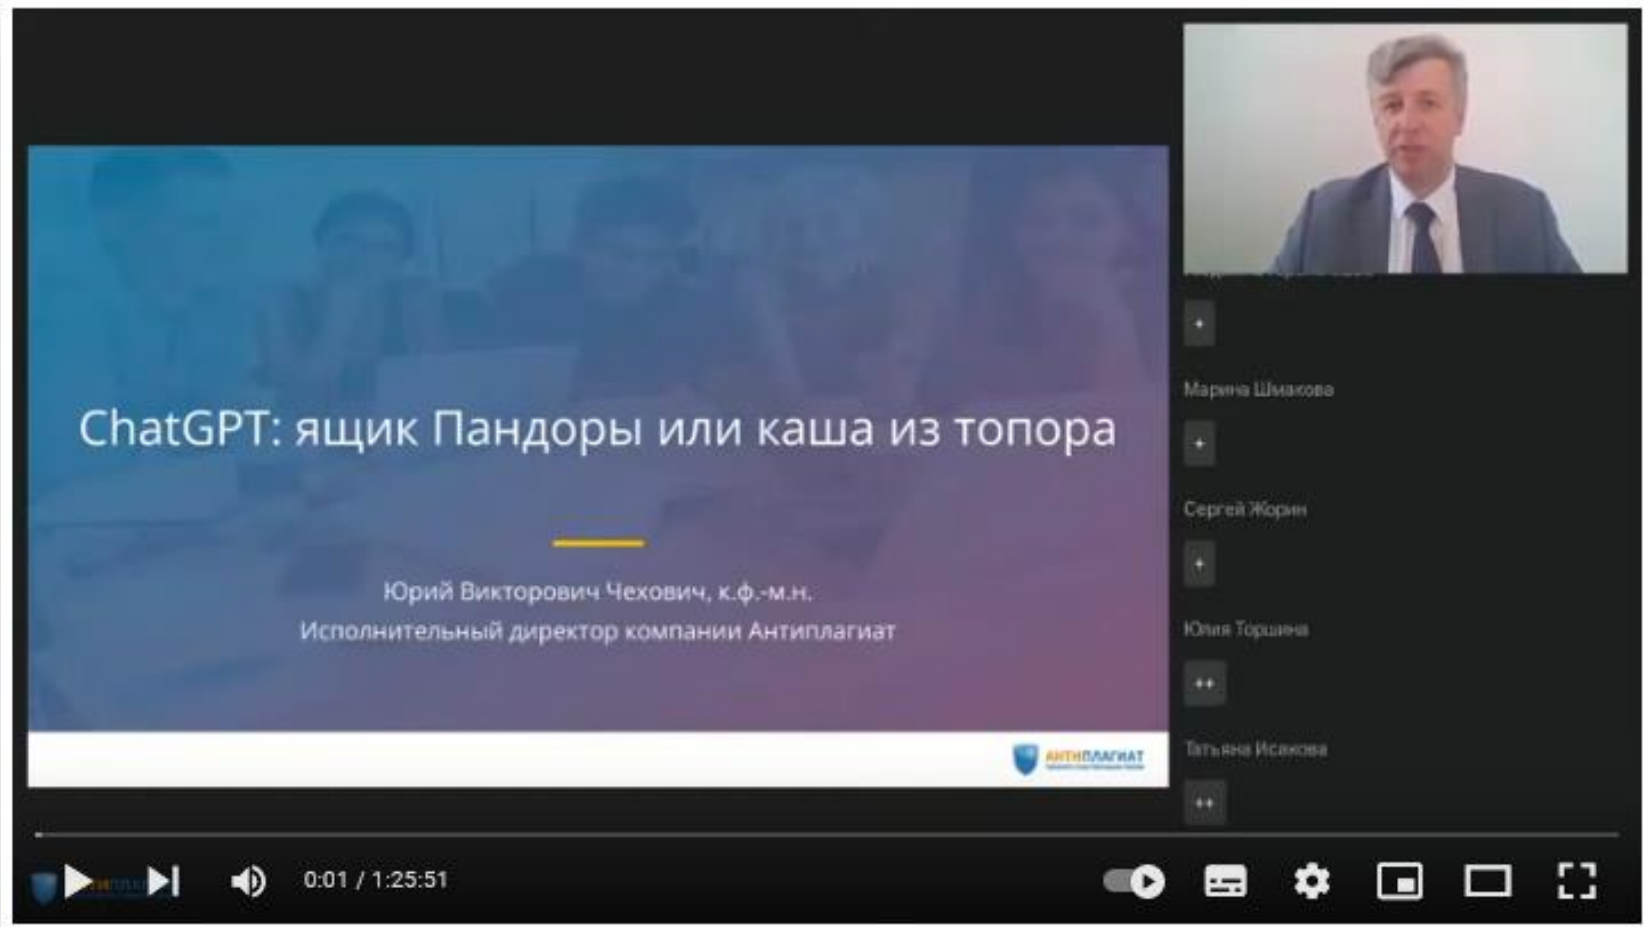 ChatGPT: ящик Пандоры или каша из топора
Юрий Викторович Чехович, к.ф.-м.н.
Исполнительный директор компании Антиплагиат
АНТИПЛАГИАТ
+
Марина Шмакова
+
Сергей Жорин
+
Юлия Торшина
++
Татьяна Исакова
++
0:01 / 1:25:51